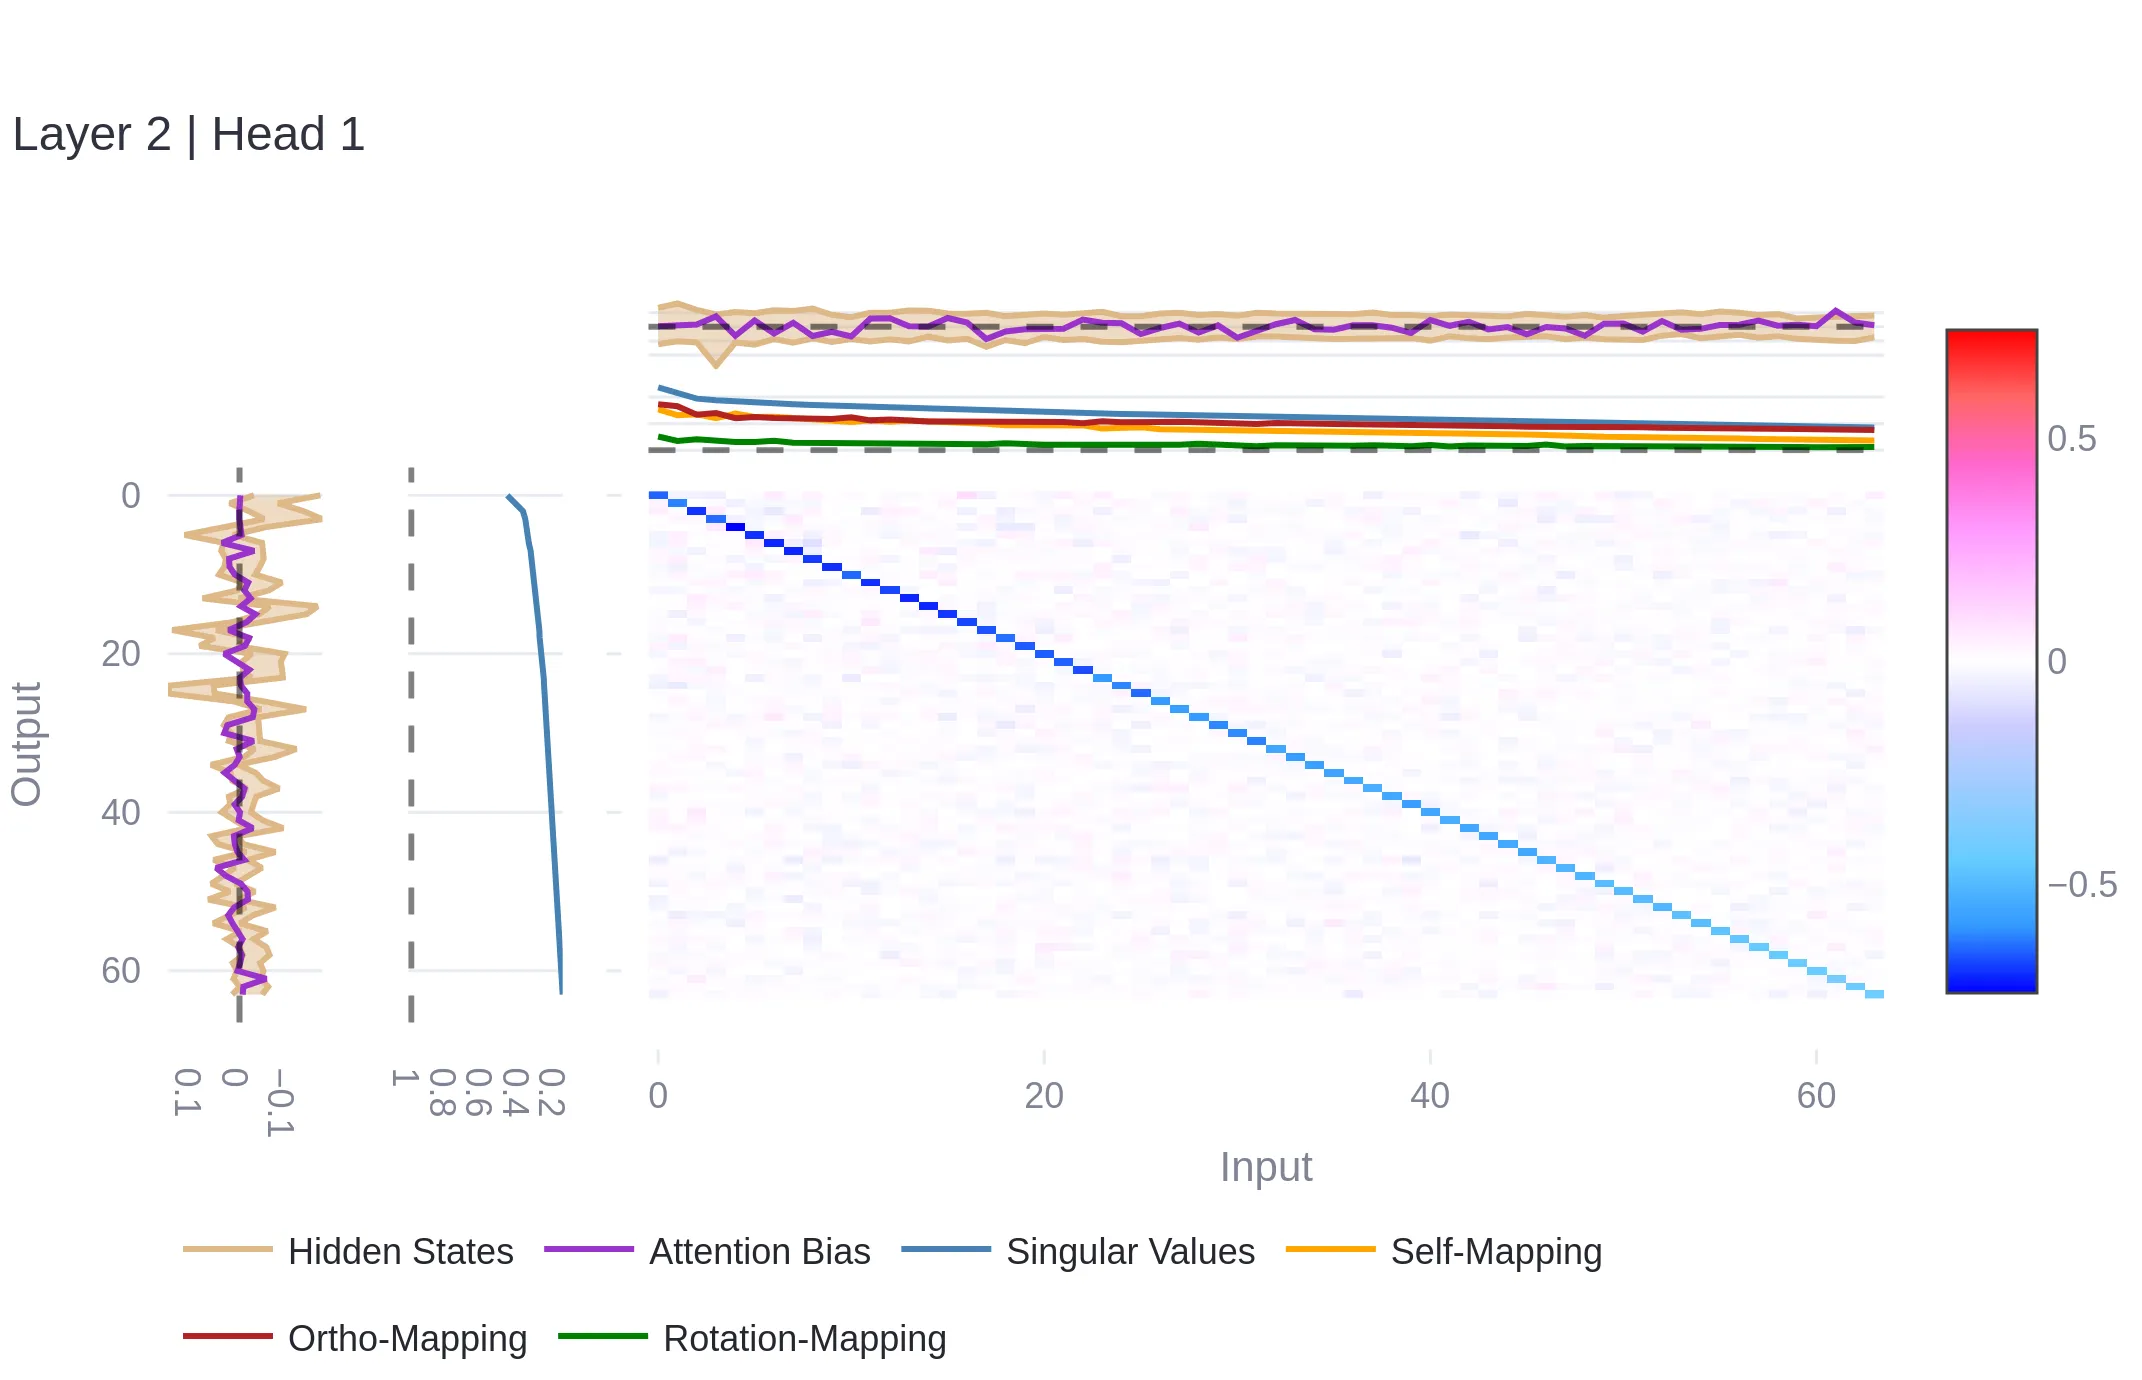 Layer 2 | Head 1
0
20
40
60
Output
0.1
0
−0.1
1
0.8
0.6
0.4
0.2
0
20
40
60
Input
0.5
0
−0.5
Hidden States
Attention Bias
Singular Values
Self-Mapping
Ortho-Mapping
Rotation-Mapping